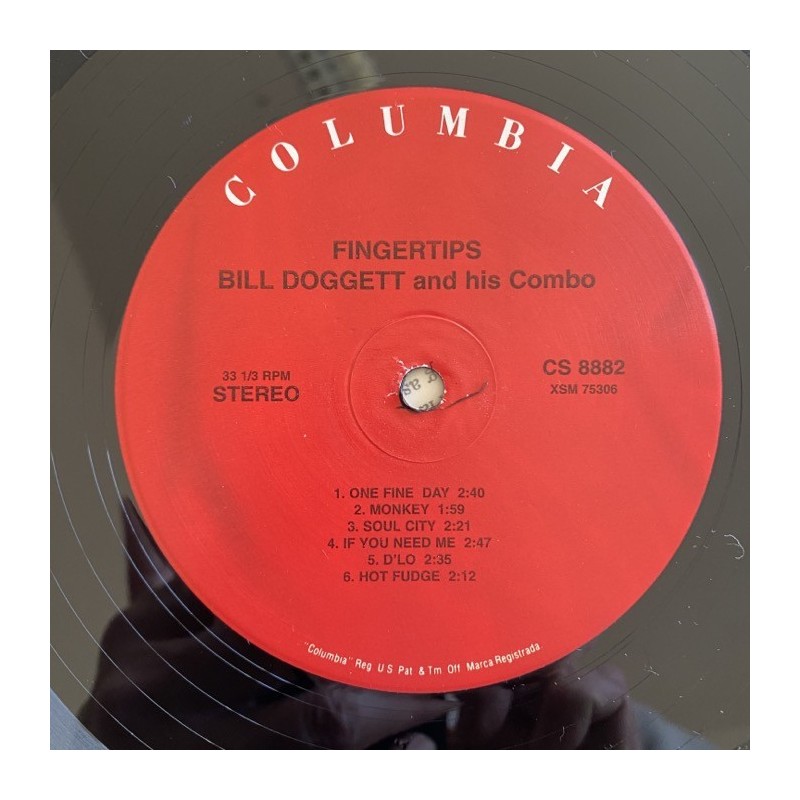 COLUMBIA
FINGERTIPS
BILL DOGGETT and his Combo
33 1/3 RPM
STEREO
CS 8882
XSM 75306
1. ONE FINE DAY 2:40
2. MONKEY 1:59
3. SOUL CITY 2:21
4. IF YOU NEED ME 2:47
5. D'LO 2:35
6. HOT FUDGE 2:12
"Columbia" Reg U S Pat & Tm Off Marca Registrada